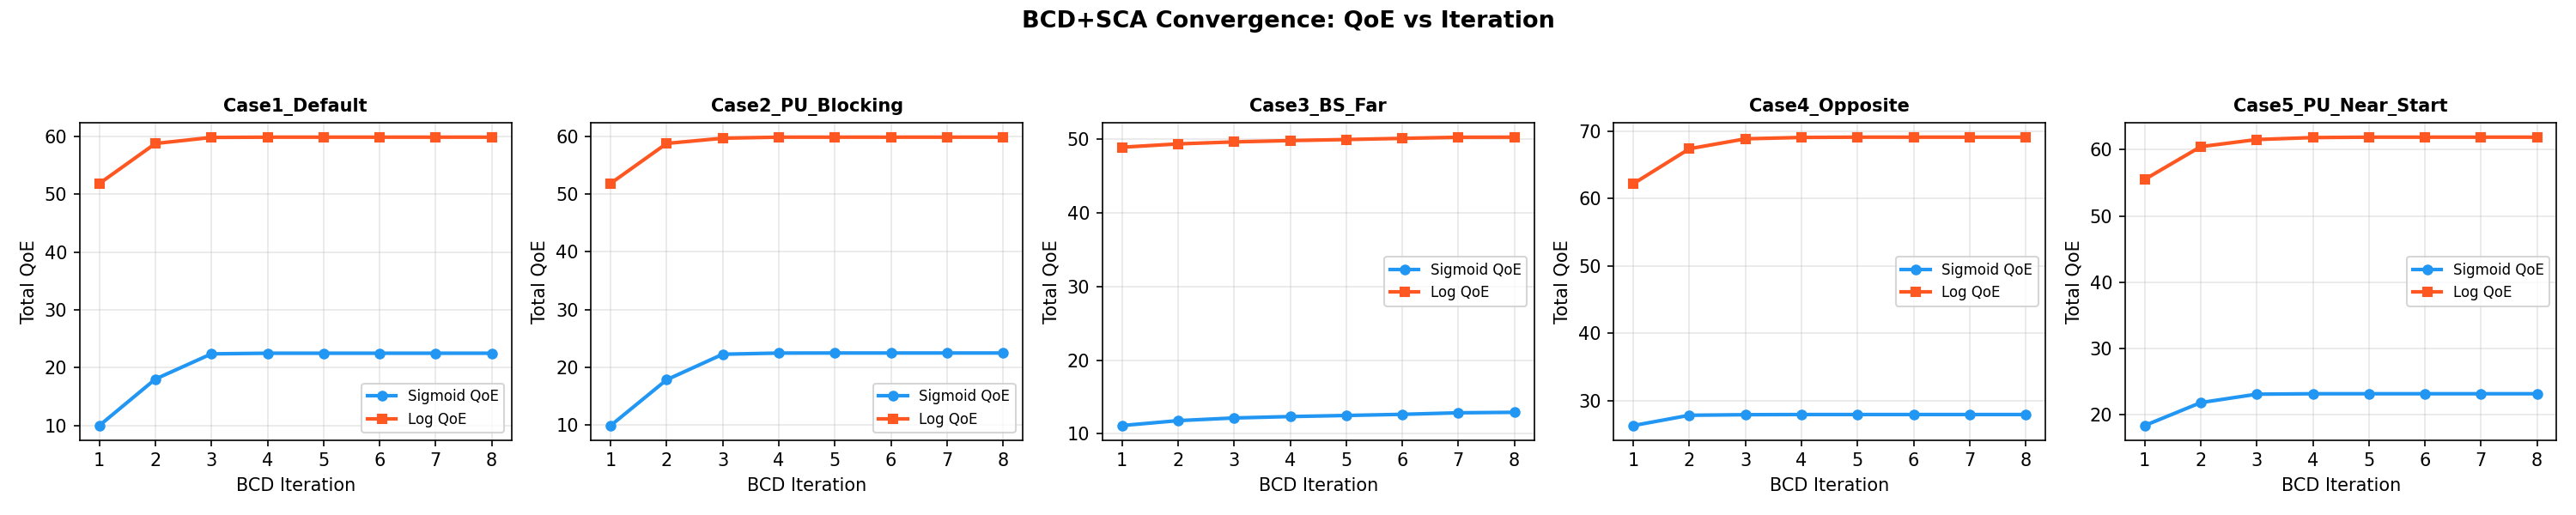 BCD+SCA Convergence: QoE vs Iteration
Case1_Default
Total QoE
60
50
40
30
20
10
Sigmoid QoE
Log QoE
1 2 3 4 5 6 7 8
BCD Iteration
Case2_PU_Blocking
Total QoE
60
50
40
30
20
10
Sigmoid QoE
Log QoE
1 2 3 4 5 6 7 8
BCD Iteration
Case3_BS_Far
Total QoE
50
40
30
20
10
Sigmoid QoE
Log QoE
1 2 3 4 5 6 7 8
BCD Iteration
Case4_Opposite
Total QoE
70
60
50
40
30
Sigmoid QoE
Log QoE
1 2 3 4 5 6 7 8
BCD Iteration
Case5_PU_Near_Start
Total QoE
60
50
40
30
20
Sigmoid QoE
Log QoE
1 2 3 4 5 6 7 8
BCD Iteration